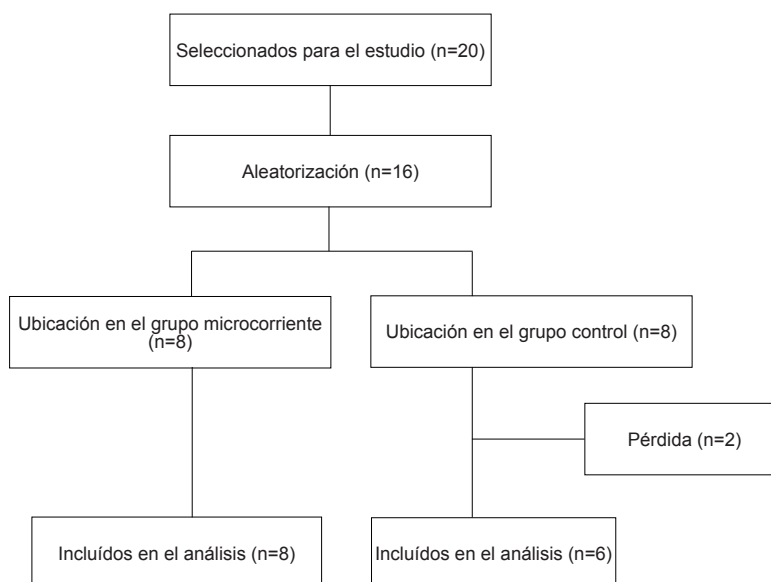 Seleccionados para el estudio (n=20)
Aleatorización (n=16)
Ubicación en el grupo microcorriente
(n=8)
Ubicación en el grupo control (n=8)
Pérdida (n=2)
Incluídos en el análisis (n=8)
Incluídos en el análisis (n=6)